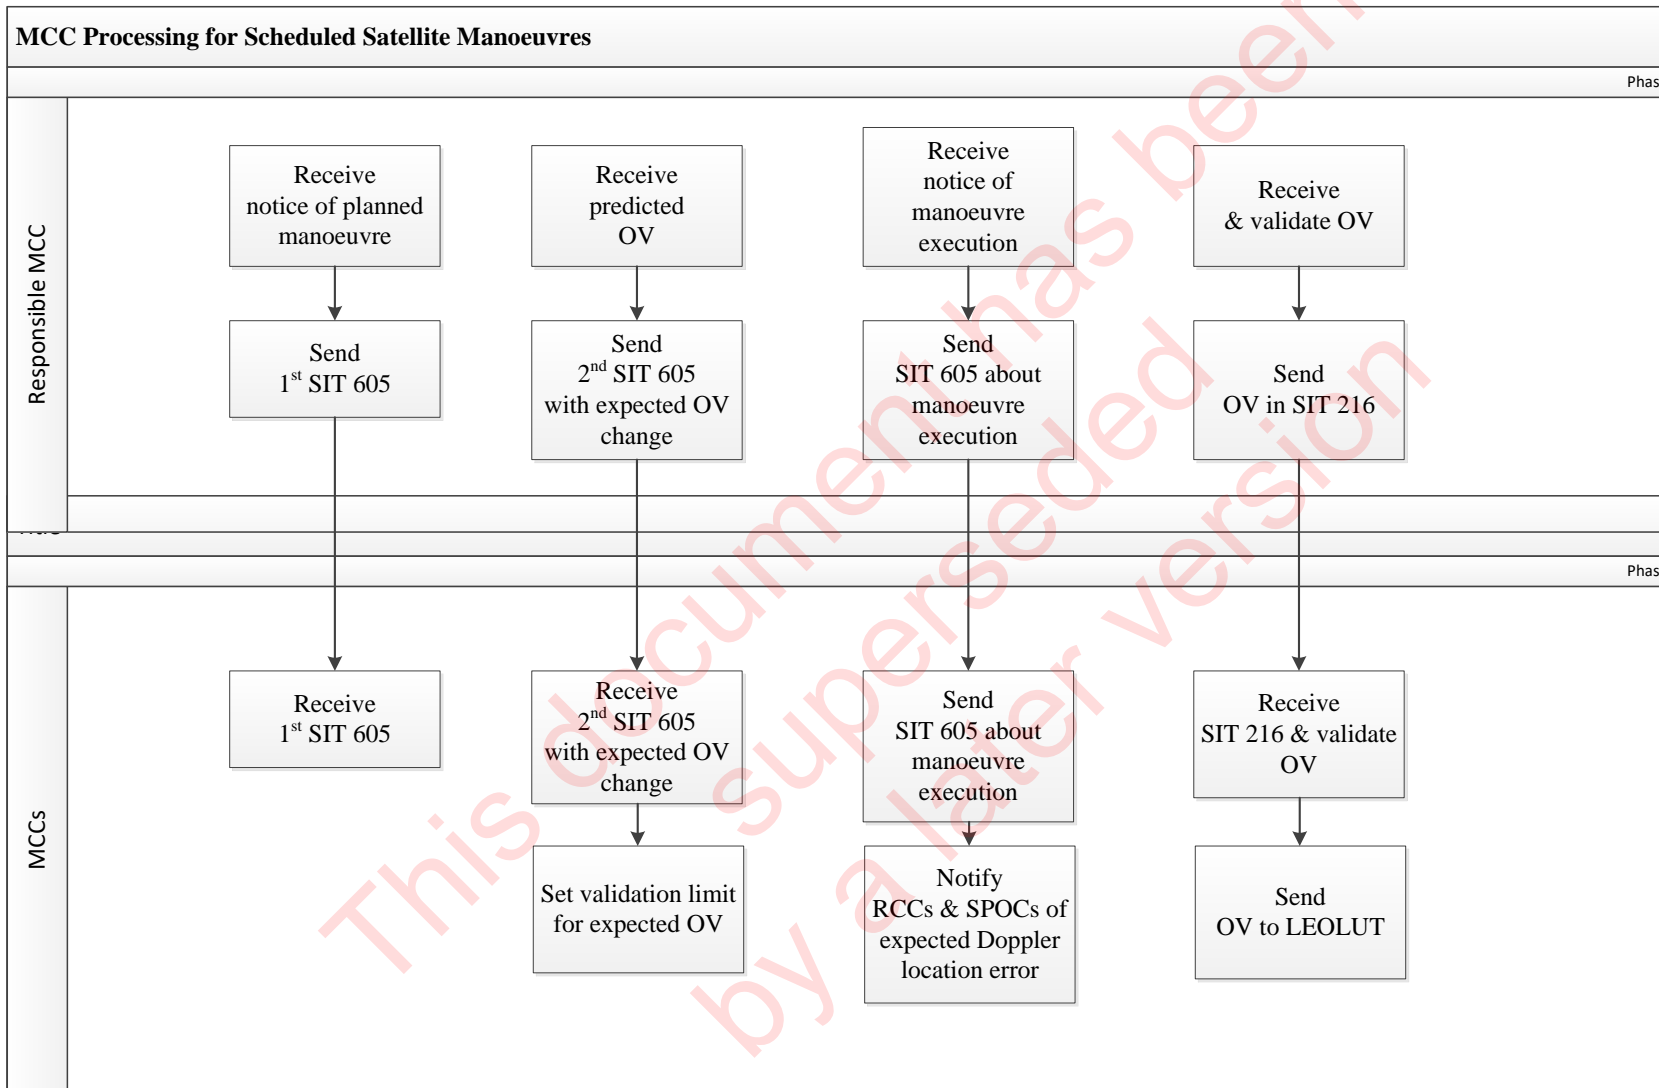 MCC Processing for Scheduled Satellite Manoeuvres
Phas
Responsible MCC
Receive
notice of planned
manoeuvre
Receive
predicted
OV
Receive
notice of
manoeuvre
execution
Receive
& validate OV
Send
1st SIT 605
Send
2nd SIT 605
with expected OV
change
Send
SIT 605 about
manoeuvre
execution
Send
OV in SIT 216
Phas
MCCs
Receive
1st SIT 605
Receive
2nd SIT 605
with expected OV
change
Send
SIT 605 about
manoeuvre
execution
Receive
SIT 216 & validate
OV
Set validation limit
for expected OV
Notify
RCCs & SPOCs of
expected Doppler
location error
Send
OV to LEOLUT
This document has been
superseded
by a later version